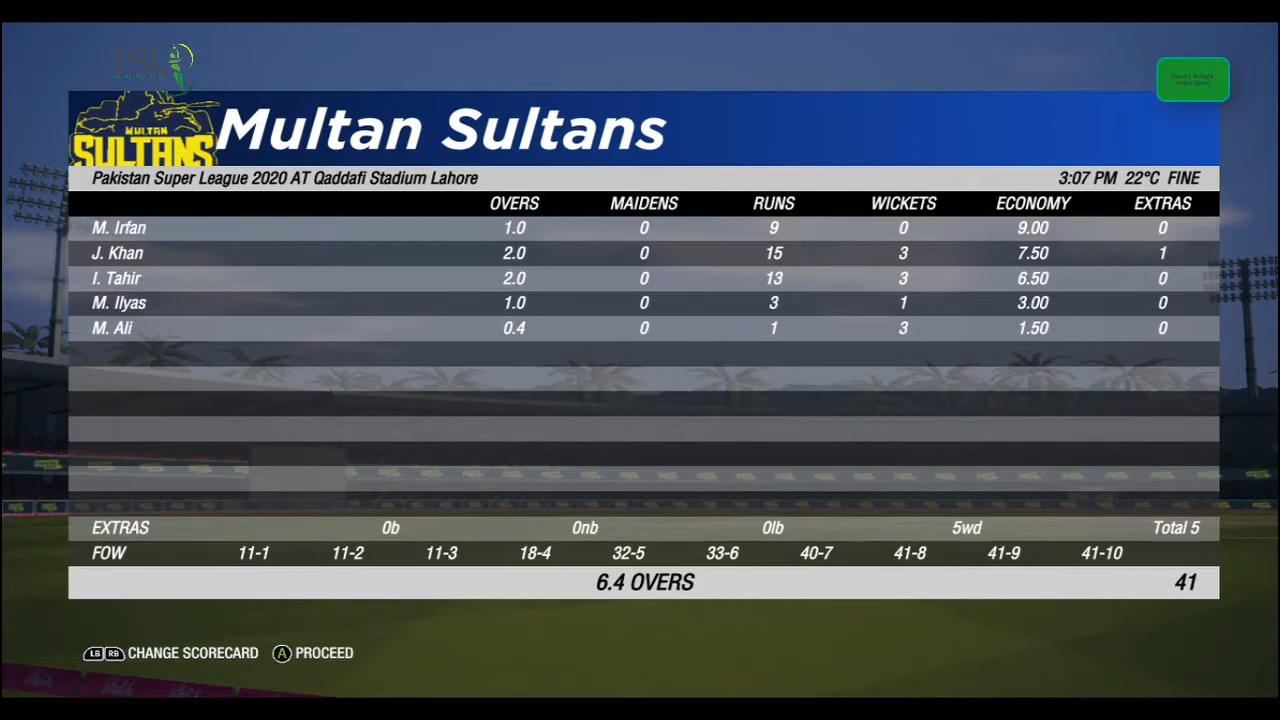 PSL
MULTAN
SULTANS
Multan Sultans
Pakistan Super League 2020 AT Qaddafi Stadium Lahore 3:07 PM 22°C FINE
OVERS MAIDENS RUNS WICKETS ECONOMY EXTRAS
M. Irfan 1.0 0 9 0 9.00 0
J. Khan 2.0 0 15 3 7.50 1
I. Tahir 2.0 0 13 3 6.50 0
M. Ilyas 1.0 0 3 1 3.00 0
M. Ali 0.4 0 1 3 1.50 0
EXTRAS 0b 0nb 0lb 5wd Total 5
FOW 11-1 11-2 11-3 18-4 32-5 33-6 40-7 41-8 41-9 41-10
6.4 OVERS 41
LB RB CHANGE SCORECARD A PROCEED